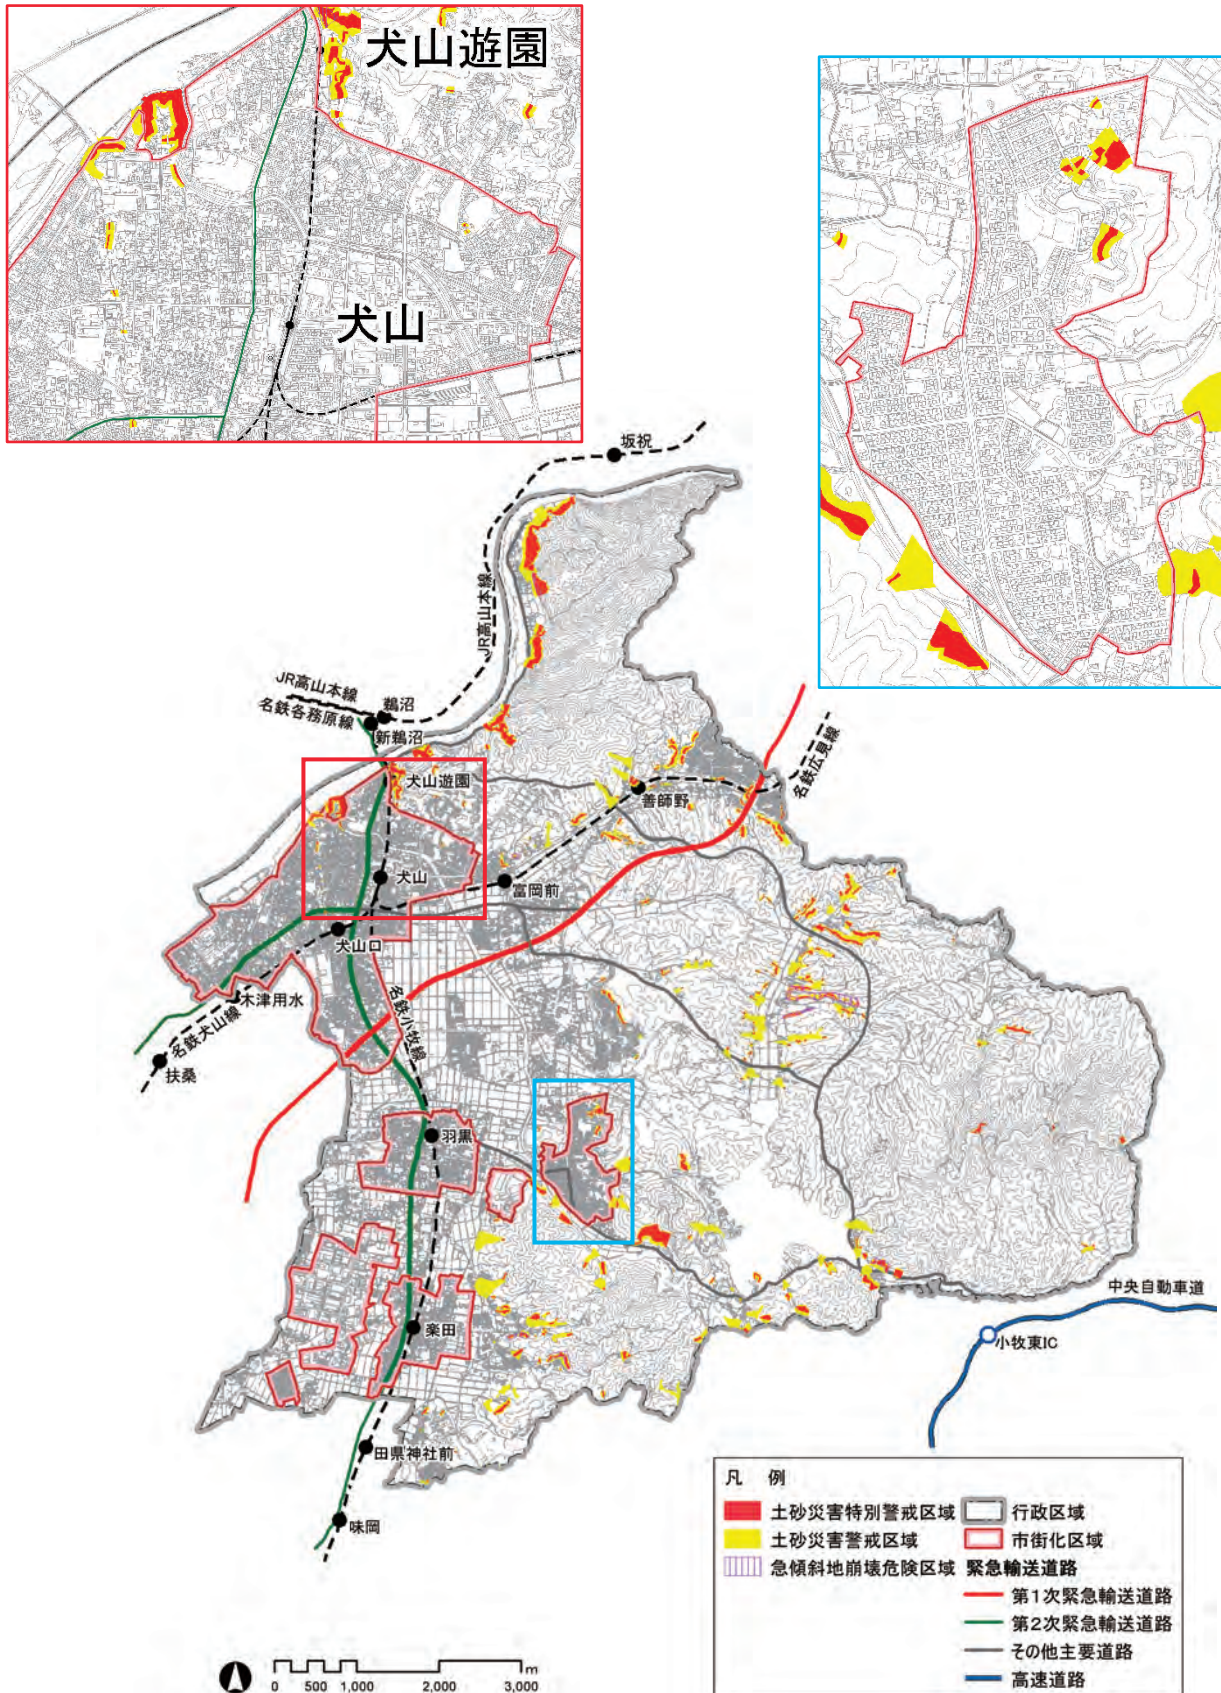 犬山遊園
犬山
坂祝
JR高山本線
JR高山本線
名鉄各務原線
鵜沼
新鵜沼
犬山遊園
善師野
名鉄広見線
犬山
富岡前
犬山口
木津用水
名鉄犬山線
名鉄小牧線
扶桑
羽黒
楽田
中央自動車道
小牧東IC
田県神社前
味岡
凡 例
土砂災害特別警戒区域
行政区域
土砂災害警戒区域
市街化区域
急傾斜地崩壊危険区域
緊急輸送道路
第1次緊急輸送道路
第2次緊急輸送道路
その他主要道路
高速道路
0 500 1,000 2,000 3,000 m